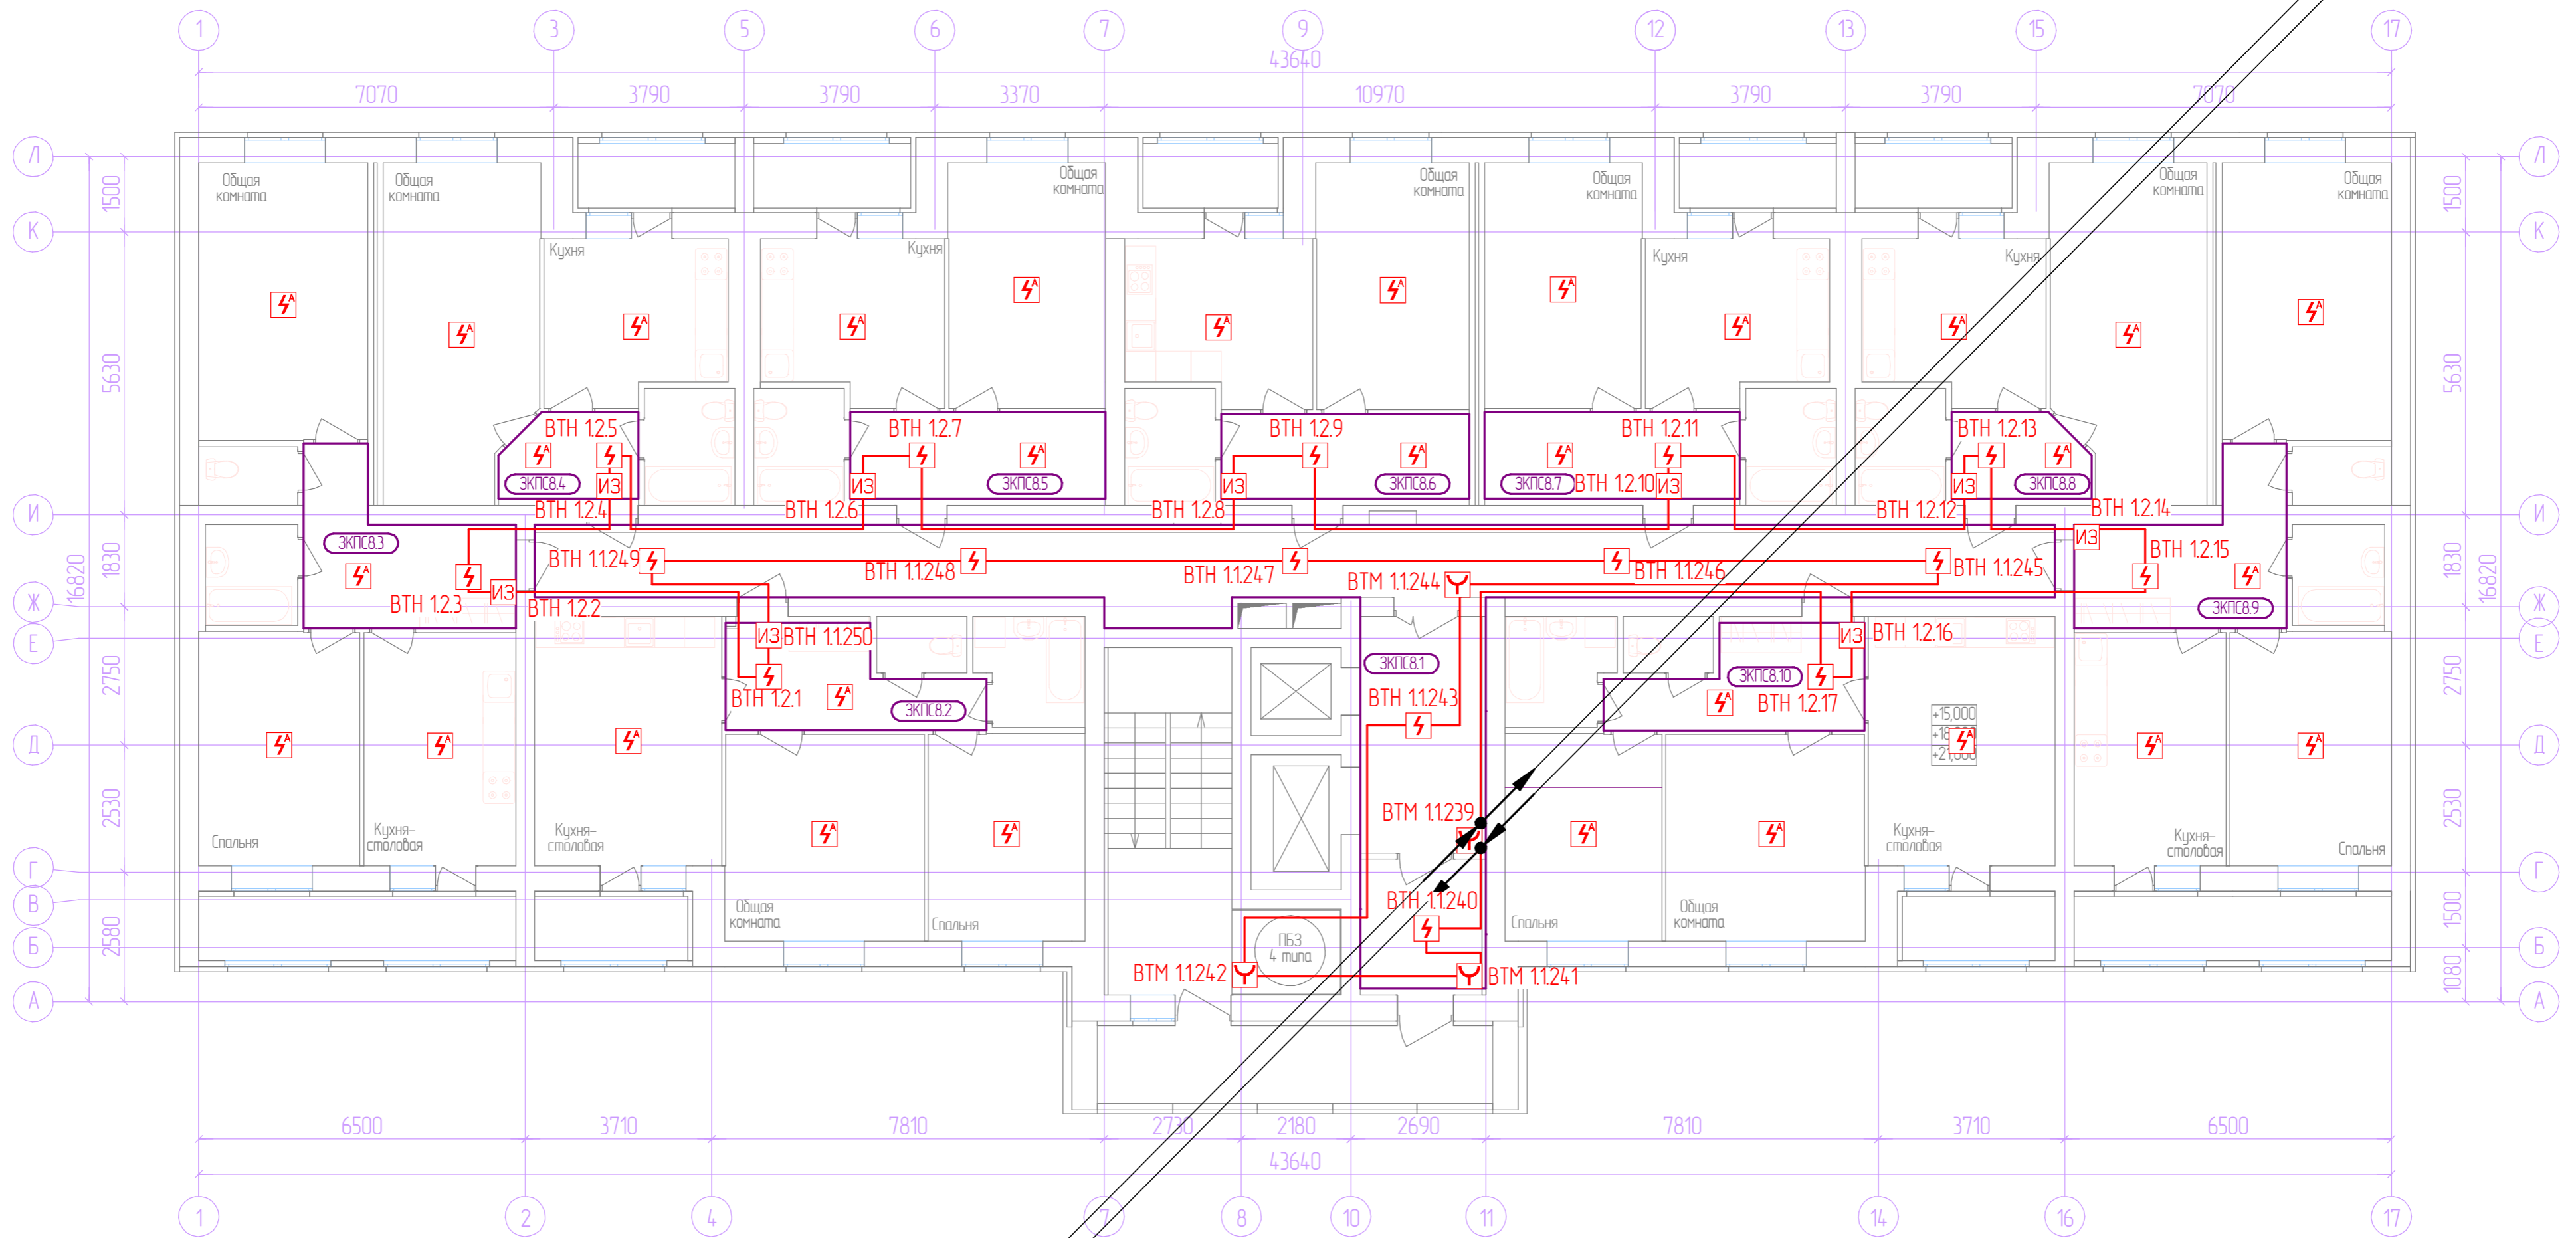 1
3
5
6
7
9
12
13
15
17
43640
7070
3790
3790
3370
10970
3790
3790
7070
Л
Л
К
К
И
И
Ж
Ж
Е
Е
Д
Д
Г
Г
В
Б
Б
А
А
1500
5630
1830
16820
2750
2530
2580
1500
5630
1830
16820
2750
2530
1500
1080
Общая
комната
Общая
комната
Кухня
Кухня
Общая
комната
Общая
комната
Общая
комната
Кухня
Кухня
Общая
комната
Общая
комната
ВТН 1.2.5
ВТН 1.2.7
ВТН 1.2.9
ВТН 1.2.11
ВТН 1.2.13
ЗКПС8.4
ИЗ
ИЗ
ЗКПС8.5
ИЗ
ЗКПС8.6
ЗКПС8.7
ВТН 1.2.10
ИЗ
ИЗ
ЗКПС8.8
ВТН 1.2.4
ВТН 1.2.6
ВТН 1.2.8
ВТН 1.2.12
ВТН 1.2.14
ЗКПС8.3
ИЗ
ВТН 1.2.15
ВТН 1.1.249
ВТН 1.1.248
ВТН 1.1.247
ВТМ 1.1.244
ВТН 1.1.246
ВТН 1.1.245
ИЗ
ВТН 1.2.3
ВТН 1.2.2
ЗКПС8.9
ИЗ
ВТН 1.1.250
ИЗ
ВТН 1.2.16
ЗКПС8.1
ЗКПС8.10
ВТН 1.2.1
ЗКПС8.2
ВТН 1.1.243
ВТН 1.2.17
+15,000
+21,000
ВТМ 1.1.239
Спальня
Кухня-
столовая
Кухня-
столовая
Кухня-
столовая
Кухня-
столовая
Спальня
ВТН 1.1.240
Общая
комната
Спальня
Спальня
Общая
комната
ПБЗ
4 типа
ВТМ 1.1.242
ВТМ 1.1.241
6500
3710
7810
2730
2180
2690
7810
3710
6500
43640
1
2
4
7
8
10
11
14
16
17